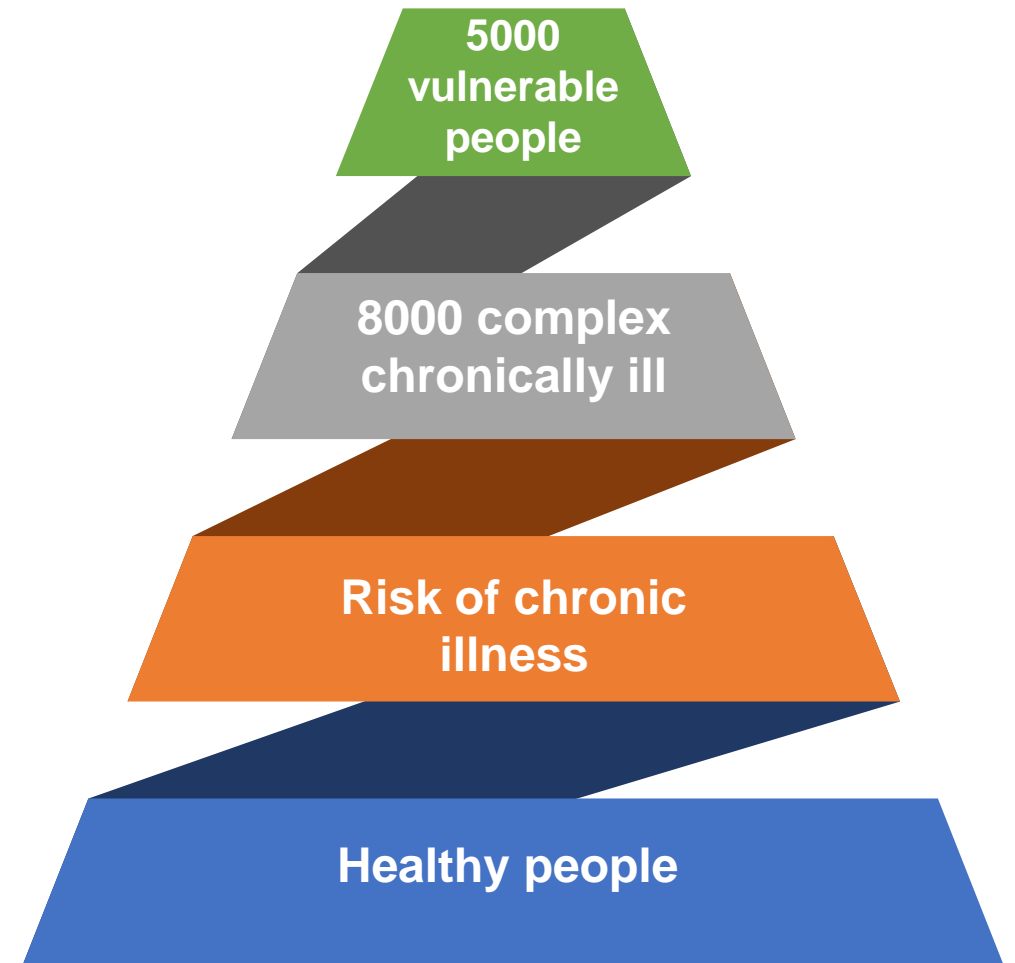 5000
vulnerable
people
8000 complex
chronically ill
Risk of chronic
illness
Healthy people